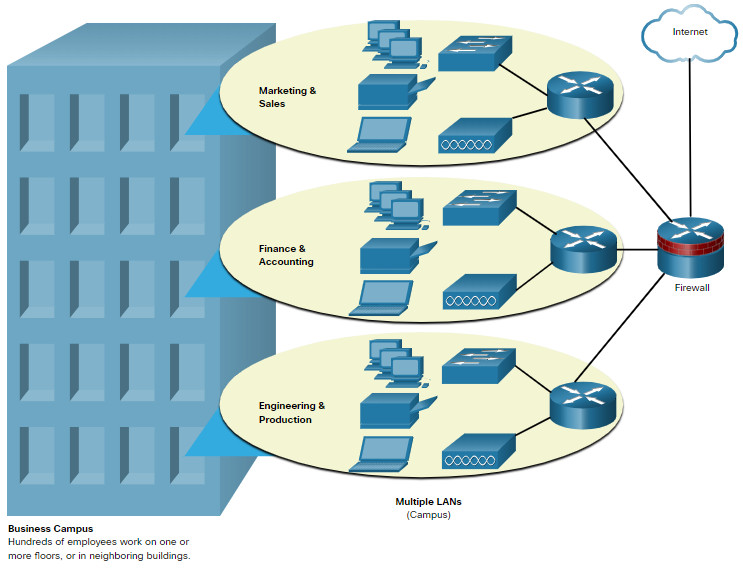 Internet
Marketing &
Sales
Finance &
Accounting
Firewall
Engineering &
Production
Multiple LANs
(Campus)
Business Campus
Hundreds of employees work on one or
more floors, or in neighboring buildings.